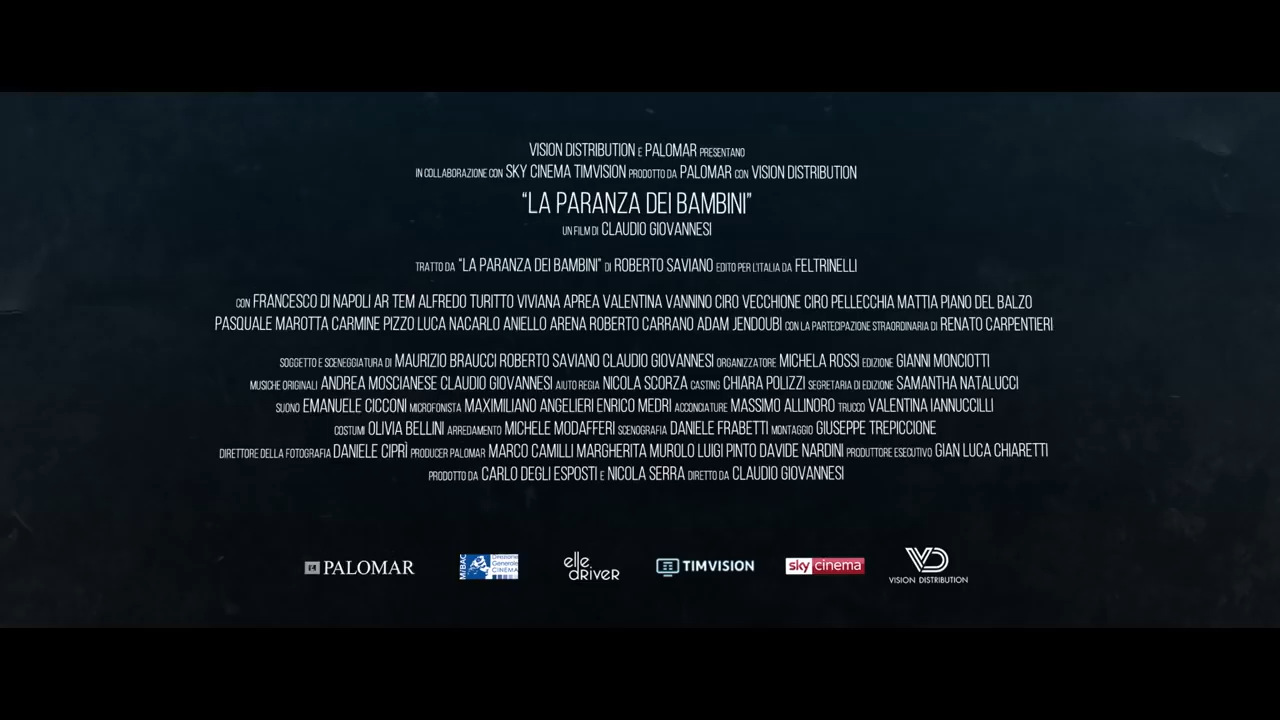 VISION DISTRIBUTION E PALOMAR PRESENTANO
IN COLLABORAZIONE CON SKY CINEMA TIMVISION PRODOTTO DA PALOMAR CON VISION DISTRIBUTION
“LA PARANZA DEI BAMBINI”
UN FILM DI CLAUDIO GIOVANNESI
TRATTO DA “LA PARANZA DEI BAMBINI” DI ROBERTO SAVIANO EDITO PER L'ITALIA DA FELTRINELLI
CON FRANCESCO DI NAPOLI AR TEM ALFREDO TURITTO VIVIANA APREA VALENTINA VANNINO CIRO VECCHIONE CIRO PELLECCHIA MATTIA PIANO DEL BALZO
PASQUALE MAROTTA CARMINE PIZZO LUCA NACARLO ANIELLO ARENA ROBERTO CARRANO ADAM JENDOUBI CON LA PARTECIPAZIONE STRAORDINARIA DI RENATO CARPENTIERI
SOGGETTO E SCENEGGIATURA DI MAURIZIO BRAUCCI ROBERTO SAVIANO CLAUDIO GIOVANNESI ORGANIZZATORE MICHELA ROSSI EDIZIONE GIANNI MONCIOTTI
MUSICHE ORIGINALI ANDREA MOSCIANESE CLAUDIO GIOVANNESI AIUTO REGIA NICOLA SCORZA CASTING CHIARA POLIZZI SEGRETARIA DI EDIZIONE SAMANTHA NATALUCCI
SUONO EMANUELE CICCONI MICROFONISTA MAXIMILIANO ANGELIERI ENRICO MEDRI ACCONCIATURE MASSIMO ALLINORO TRUCCO VALENTINA IANNUCCILLI
COSTUMI OLIVIA BELLINI ARREDAMENTO MICHELE MODAFFERI SCENOGRAFIA DANIELE FRABETTI MONTAGGIO GIUSEPPE TREPICCIONE
DIRETTORE DELLA FOTOGRAFIA DANIELE CIPRÌ PRODUCER PALOMAR MARCO CAMILLI MARGHERITA MUROLO LUIGI PINTO DAVIDE NARDINI PRODUTTORE ESECUTIVO GIAN LUCA CHIARETTI
PRODOTTO DA CARLO DEGLI ESPOSTI E NICOLA SERRA DIRETTO DA CLAUDIO GIOVANNESI
PALOMAR
MiBAC Direzione Generale CINEMA
elle driver
TIMVISION
sky cinema
VISION DISTRIBUTION